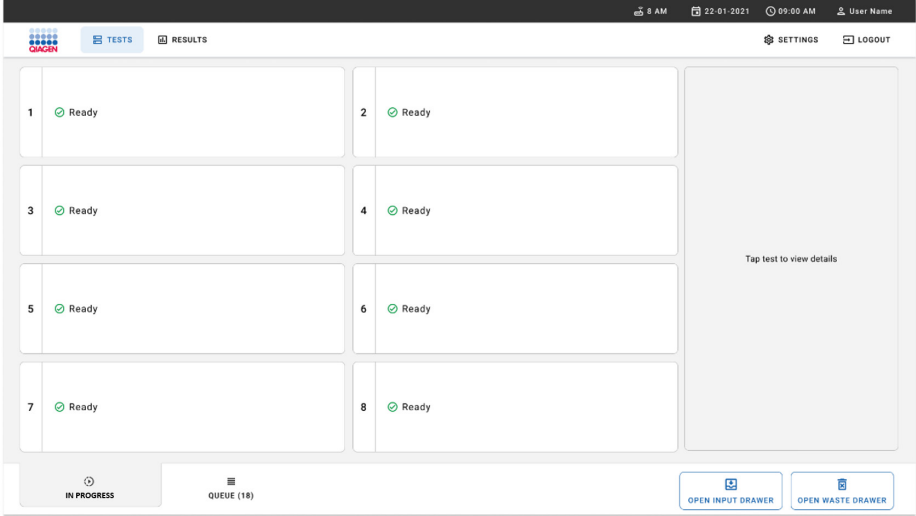 8 AM 22-01-2021 09:00 AM User Name
QIAGEN TESTS RESULTS SETTINGS LOGOUT
1 Ready 2 Ready
3 Ready 4 Ready
Tap test to view details
5 Ready 6 Ready
7 Ready 8 Ready
IN PROGRESS QUEUE (18) OPEN INPUT DRAWER OPEN WASTE DRAWER